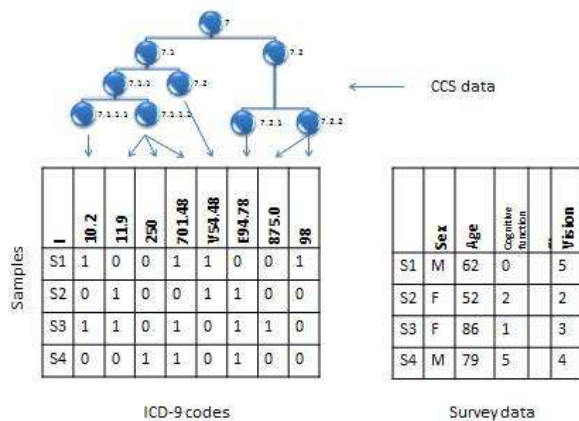 7
7.1
7.2
7.1.1
7.2
CCS data
7.1.1.1
7.1.1.2
7.2.1
7.2.2
I 10.2 11.9 250 701.48 V54.48 E94.78 875.0 98
S1 1 0 0 1 1 0 0 1
S2 0 1 0 0 1 1 0 0
S3 1 1 0 1 0 1 1 0
S4 0 0 1 1 0 1 0 0
Samples
ICD-9 codes
Sex Age Cognitive function Vision
S1 M 62 0 5
S2 F 52 2 2
S3 F 86 1 3
S4 M 79 5 4
Survey data